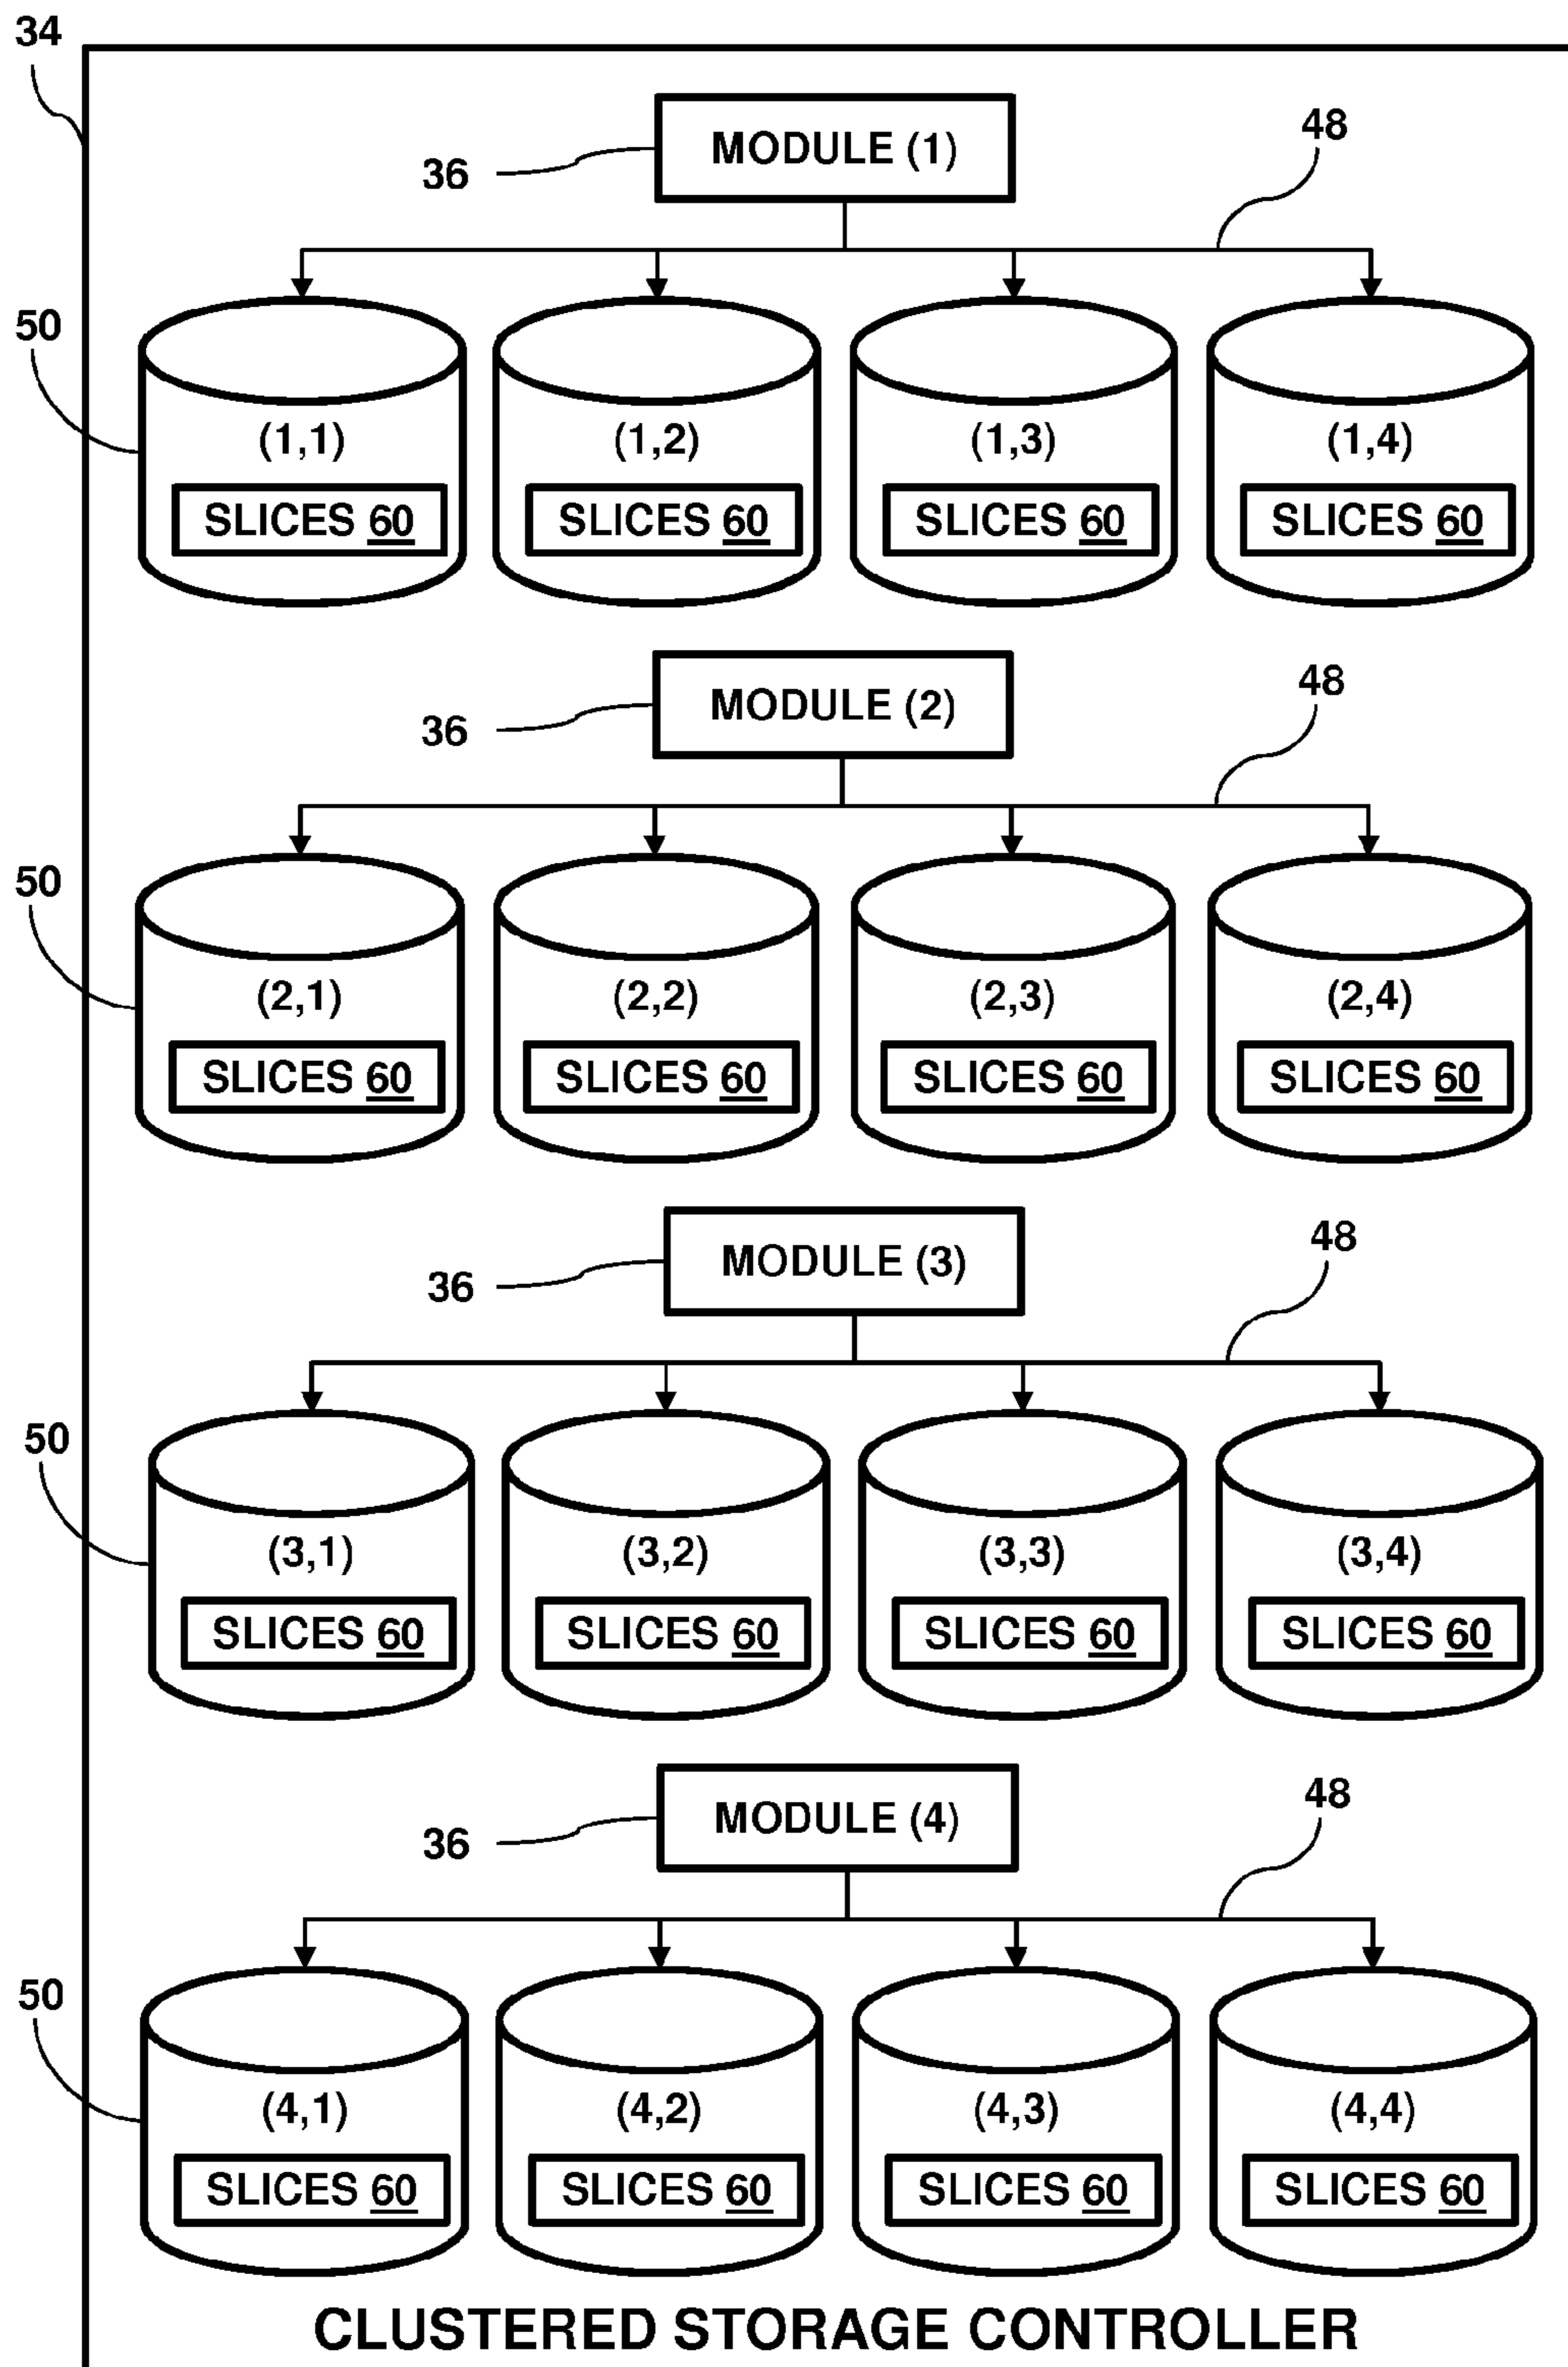 34
MODULE (1)
36
48
50
(1,1) (1,2) (1,3) (1,4)
SLICES 60 SLICES 60 SLICES 60 SLICES 60
MODULE (2)
36
48
50
(2,1) (2,2) (2,3) (2,4)
SLICES 60 SLICES 60 SLICES 60 SLICES 60
MODULE (3)
36
48
50
(3,1) (3,2) (3,3) (3,4)
SLICES 60 SLICES 60 SLICES 60 SLICES 60
MODULE (4)
36
48
50
(4,1) (4,2) (4,3) (4,4)
SLICES 60 SLICES 60 SLICES 60 SLICES 60
CLUSTERED STORAGE CONTROLLER